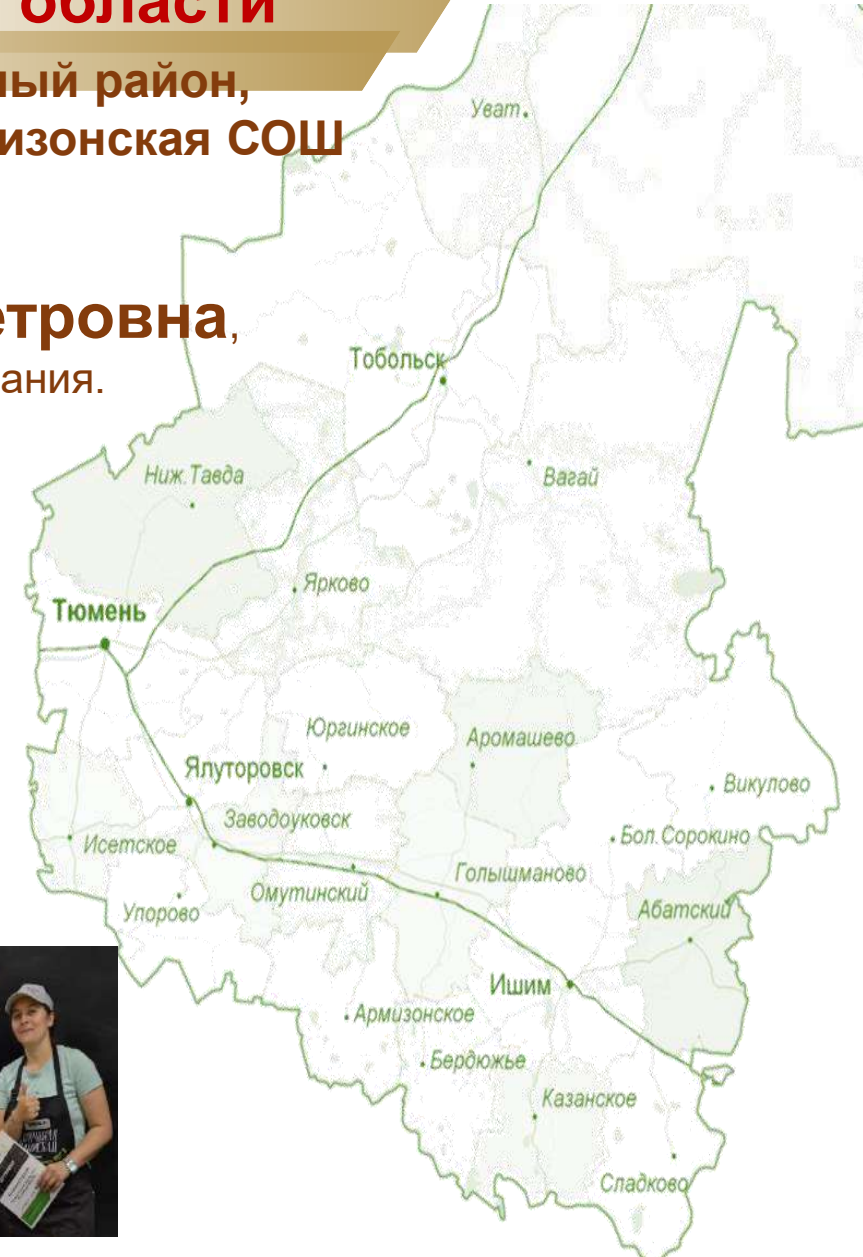 области
ный район,
изонская СОШ
Уват
етровна,
ания.
Тобольск
Ниж.Тавда
Вагай
Ярково
Тюмень
Юргинское
Аромашево
Ялуторовск
Викулово
Заводоуковск
Бол.Сорокино
Исетское
Голышманово
Омутинский
Упорово
Абатский
Ишим
Армизонское
Бердюжье
Казанское
Сладково